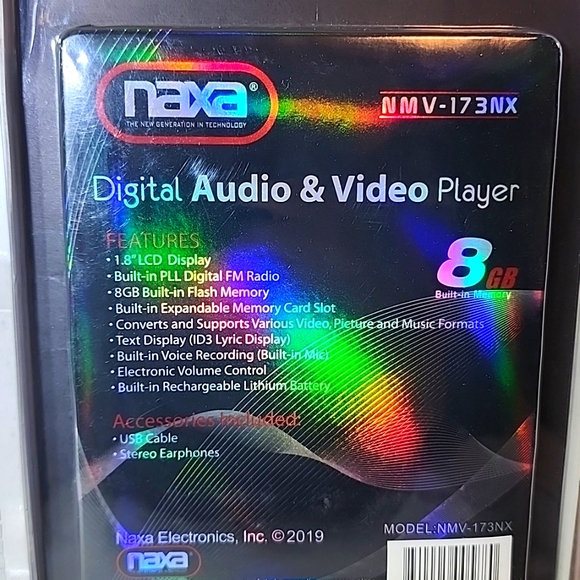 naxa®
THE NEW GENERATION IN TECHNOLOGY
NMV-173NX
Digital Audio & Video Player
FEATURES
• 1.8" LCD Display
• Built-in PLL Digital FM Radio
• 8GB Built-in Flash Memory
• Built-in Expandable Memory Card Slot
• Converts and Supports Various Video, Picture and Music Formats
• Text Display (ID3 Lyric Display)
• Built-in Voice Recording (Built-in Mic)
• Electronic Volume Control
• Built-in Rechargeable Lithium Battery
8GB
Built-in Memory
Accessories Included:
• USB Cable
• Stereo Earphones
Naxa Electronics, Inc. © 2019
naxa
MODEL:NMV-173NX